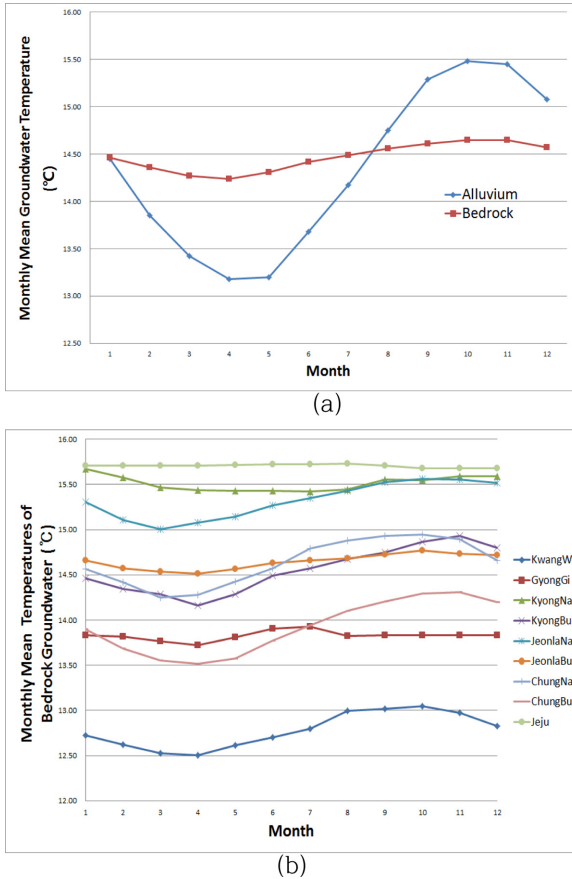 16.00
15.50
15.00
14.50
14.00
13.50
13.00
12.50
Monthly Mean Groundwater Temperature
(℃)
Alluvium
Bedrock
1 2 3 4 5 6 7 8 9 10 11 12
Month
(a)
16.00
15.50
15.00
14.50
14.00
13.50
13.00
12.50
12.00
Monthly Mean Temperatures of
Bedrock Groundwater (℃)
KwangW
GyongGi
KyongNa
KyongBu
JeonlaNa
JeonlaBu
ChungNa
ChungBu
Jeju
1 2 3 4 5 6 7 8 9 10 11 12
Month
(b)